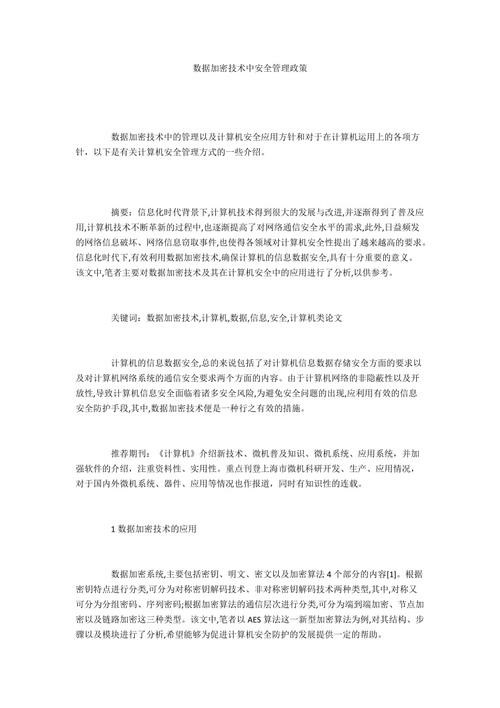 数据加密技术中安全管理政策
数据加密技术中的管理以及计算机安全应用方针和对于在计算机运用上的各项方
针，以下是有关计算机安全管理方式的一些介绍。
摘要：信息化时代背景下,计算机技术得到很大的发展与改进,并逐渐得到了普及应
用,计算机技术不断革新的过程中,也逐渐提高了对网络通信安全水平的需求,此外,日益频发
的网络信息破坏、网络信息窃取事件,也使得各领域对计算机安全性提出了越来越高的要求。
信息化时代下,有效利用数据加密技术,确保计算机的信息数据安全,具有十分重要的意义。
该文中,笔者主要对数据加密技术及其在计算机安全中的应用进行了分析,以供参考。
关键词：数据加密技术,计算机,数据,信息,安全,计算机类论文
计算机的信息数据安全,总的来说包括了对计算机信息数据存储安全方面的要求以
及对计算机网络系统的通信安全要求两个方面的内容。由于计算机网络的非隐蔽性以及开
放性,导致计算机信息安全面临着诸多安全风险,为避免安全问题的出现,应利用有效的信息
安全防护手段,其中,数据加密技术便是一种行之有效的措施。
推荐期刊：《计算机》介绍新技术、微机普及知识、微机系统、应用系统，并加
强软件的介绍，注重资料性、实用性。重点刊登上海市微机科研开发、生产、应用情况，
对于国内外微机系统、器件、应用等情况也作报道，同时有知识性的连载。
1 数据加密技术的应用
数据加密系统,主要包括密钥、明文、密文以及加密算法 4 个部分的内容[1]。根据
密钥特点进行分类,可分为对称密钥解码技术、非对称密钥解码技术两种类型,其中,对称又
可分为分组密码、序列密码;根据加密算法的通信层次进行分类,可分为端到端加密、节点加
密以及链路加密这三种类型。该文中,笔者以 AES 算法这一新型加密算法为例,对其结构、步
骤以及模块进行了分析,希望能够为促进计算机安全防护的发展提供一定的帮助。